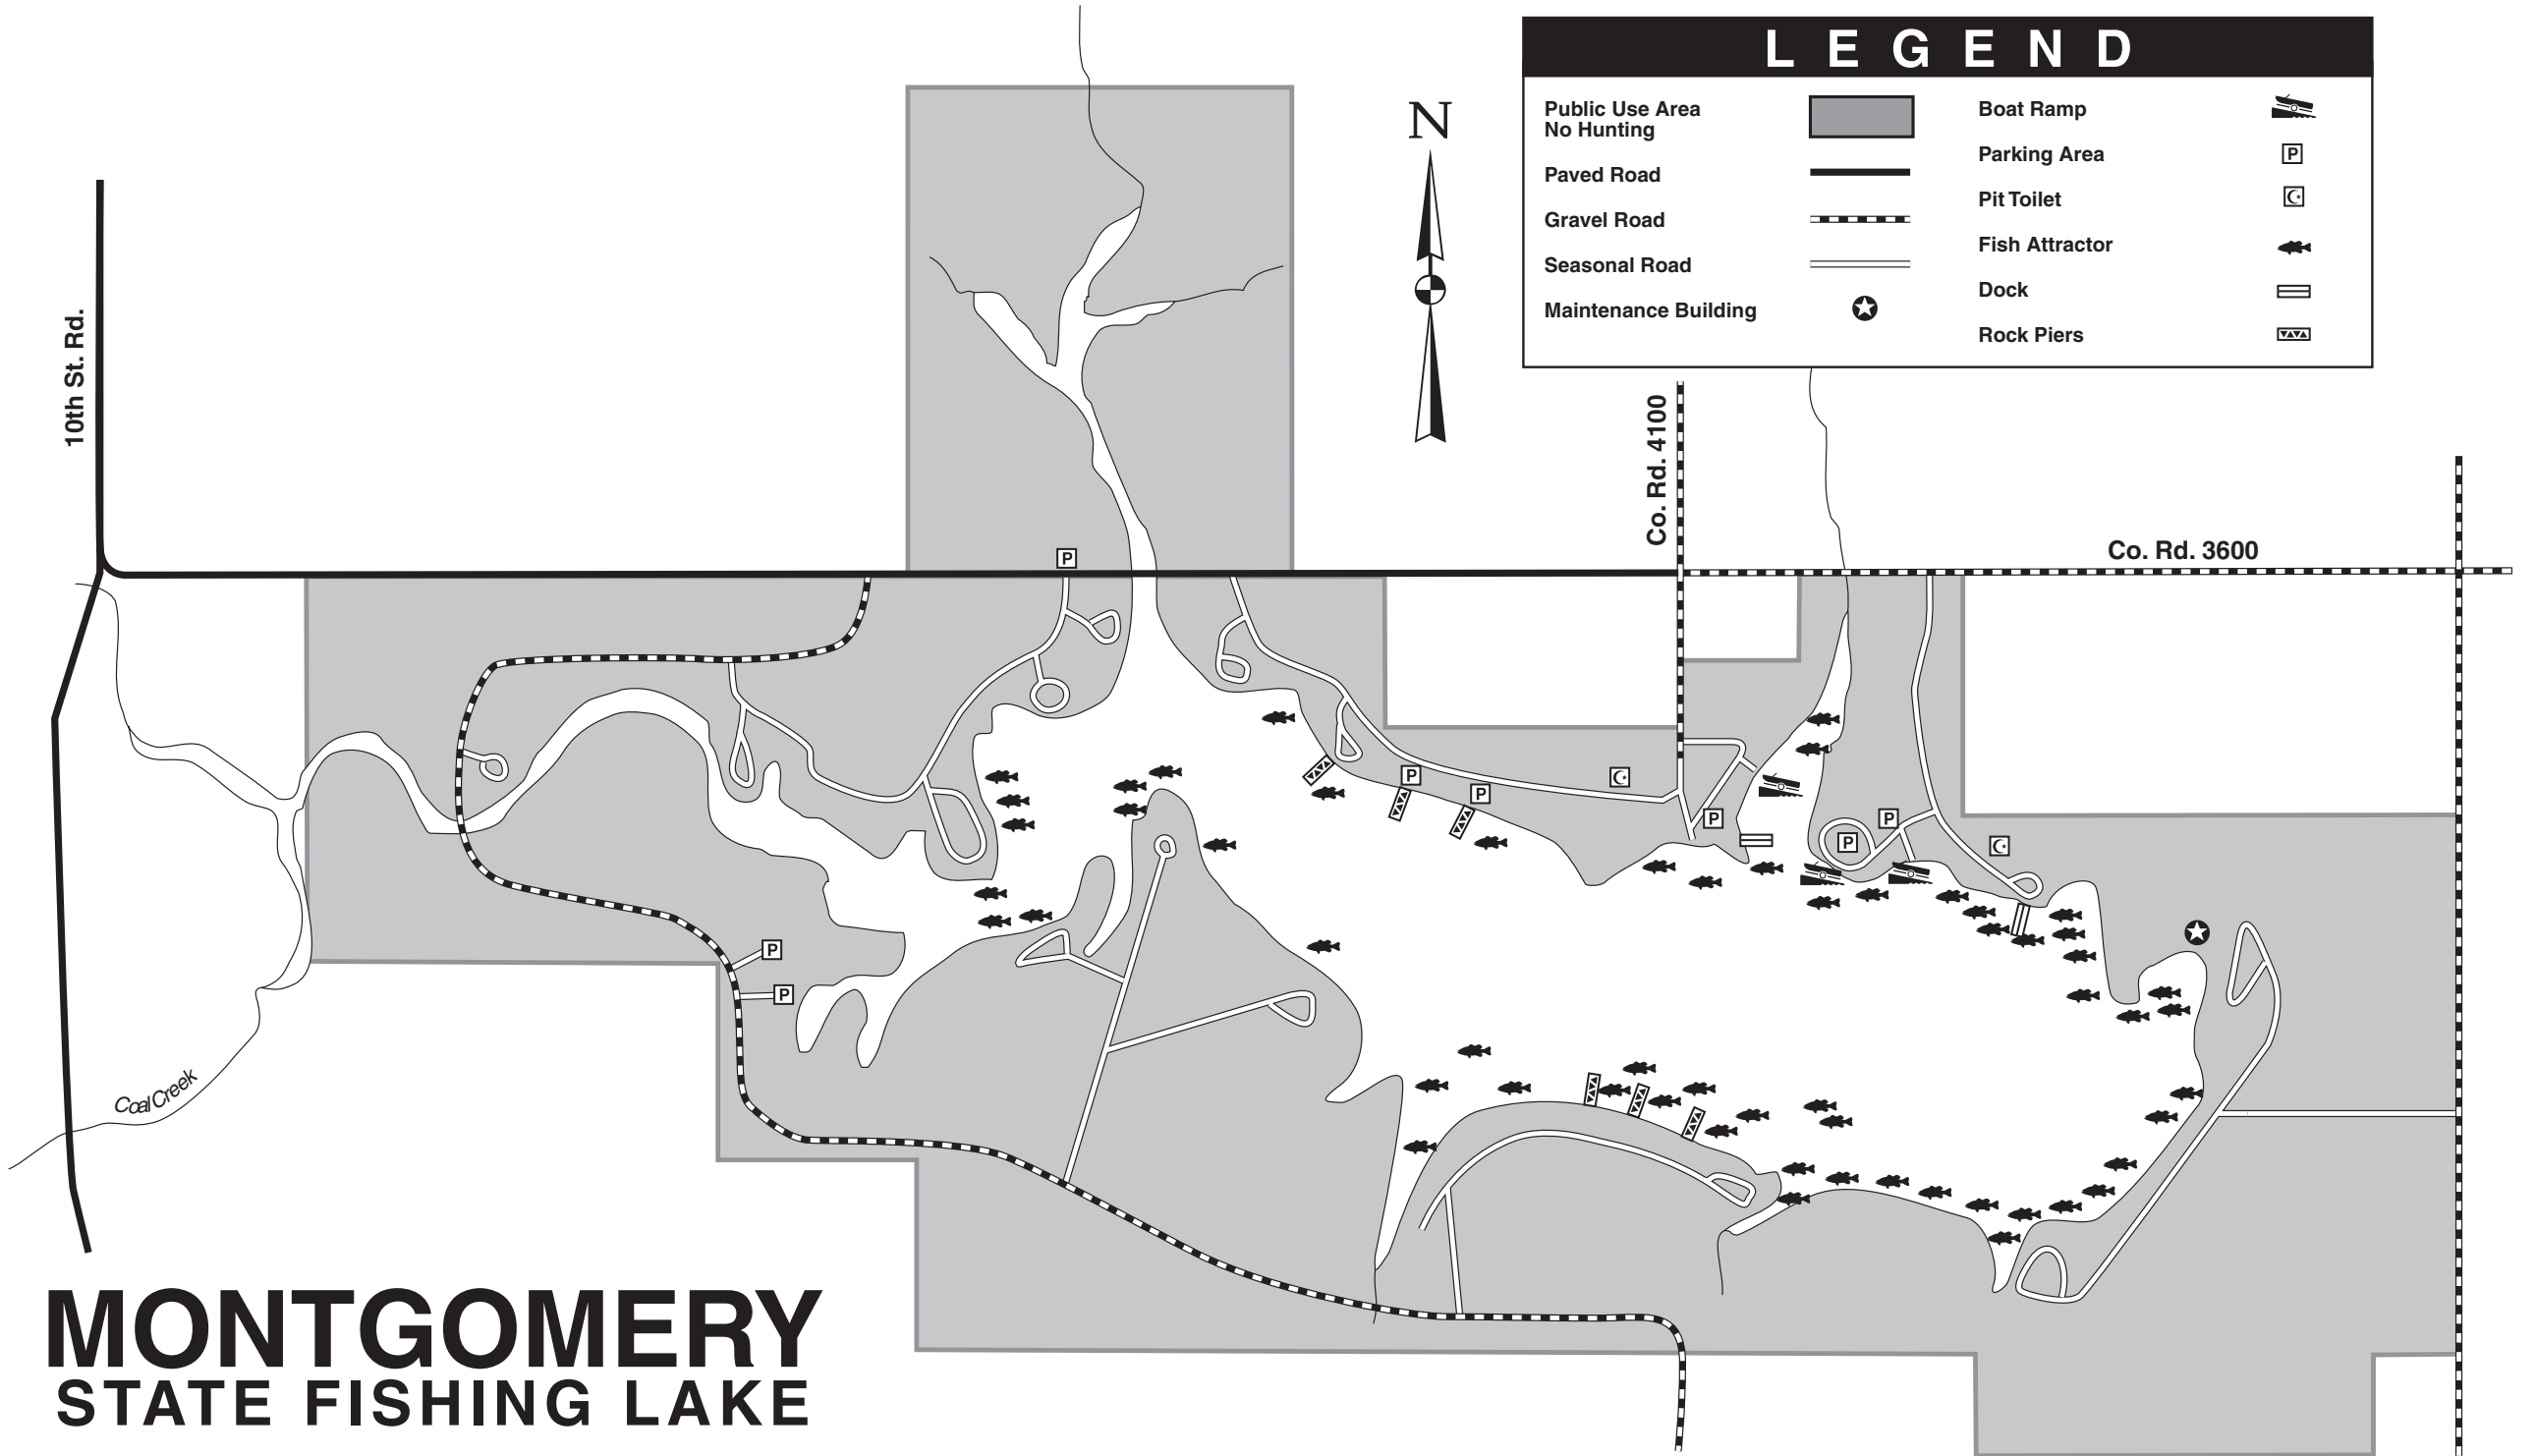 LEGEND
Public Use Area
No Hunting
Paved Road
Gravel Road
Seasonal Road
Maintenance Building
Boat Ramp
Parking Area
P
Pit Toilet
Fish Attractor
Dock
Rock Piers
N
10th St. Rd.
Co. Rd. 4100
Co. Rd. 3600
P
P
P
P
P
P
P
P
Coal Creek
MONTGOMERY
STATE FISHING LAKE